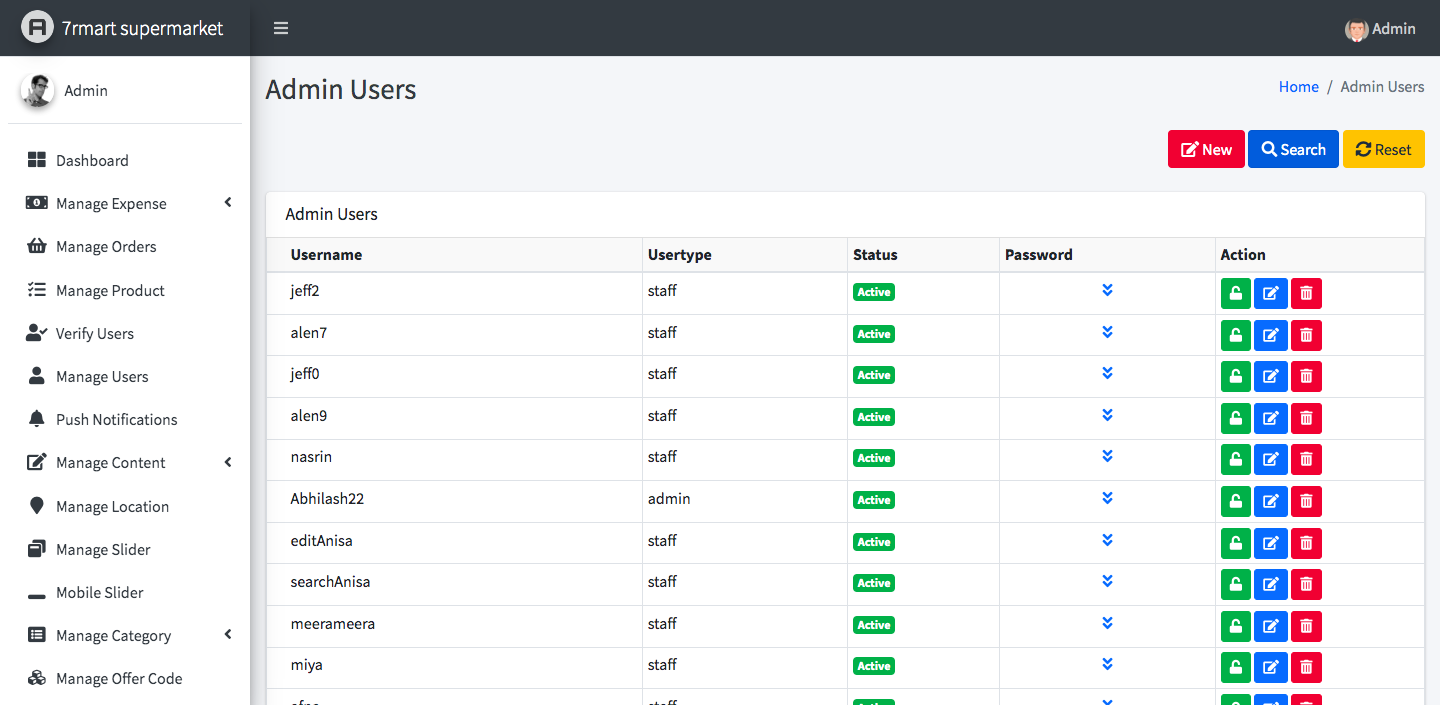 7rmart supermarket
Admin
Admin
Admin Users
Home / Admin Users
Dashboard
Manage Expense
Manage Orders
Manage Product
Verify Users
Manage Users
Push Notifications
Manage Content
Manage Location
Manage Slider
Mobile Slider
Manage Category
Manage Offer Code
New Search Reset
Admin Users
Username Usertype Status Password Action
jeff2 staff Active
alen7 staff Active
jeff0 staff Active
alen9 staff Active
nasrin staff Active
Abhilash22 admin Active
editAnisa staff Active
searchAnisa staff Active
meerameera staff Active
miya staff Active